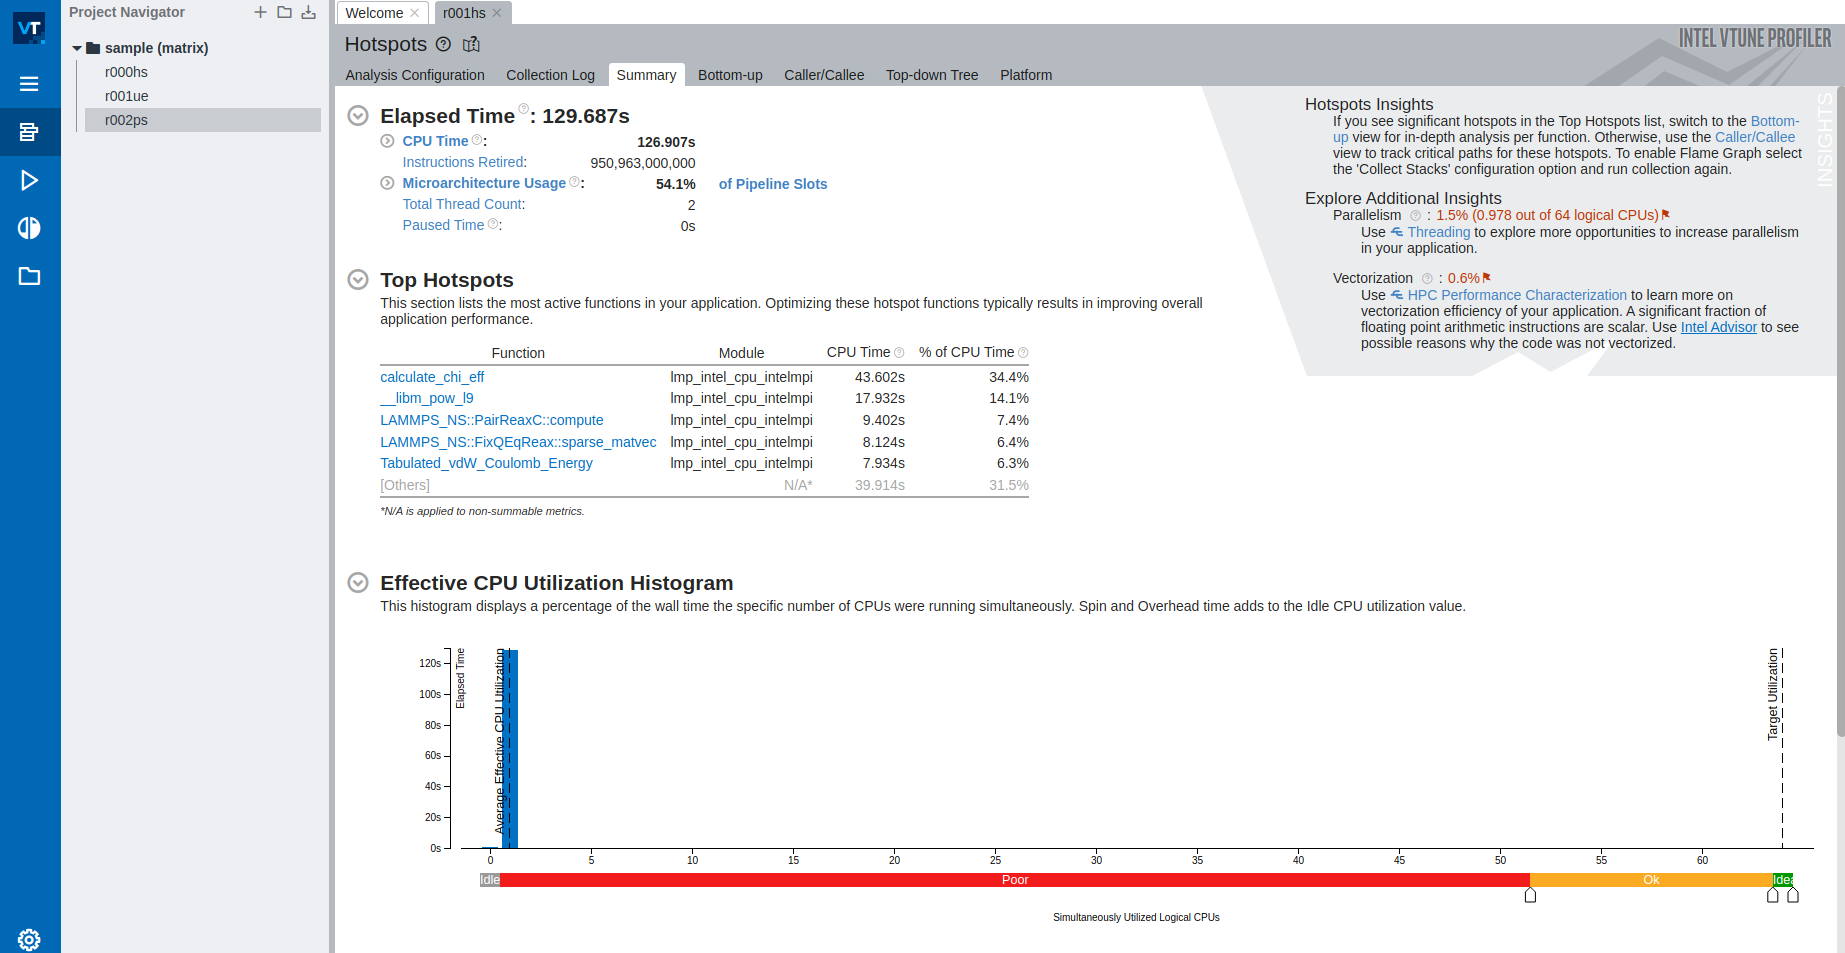 VT
Project Navigator
sample (matrix)
r000hs
r001ue
r002ps
Welcome
r001hs
Hotspots
INTEL VTUNE PROFILER
Analysis Configuration Collection Log Summary Bottom-up Caller/Callee Top-down Tree Platform
Elapsed Time ? : 129.687s
CPU Time ? : 126.907s
Instructions Retired: 950,963,000,000
Microarchitecture Usage ? : 54.1% of Pipeline Slots
Total Thread Count: 2
Paused Time ? : 0s
Hotspots Insights
If you see significant hotspots in the Top Hotspots list, switch to the Bottom-
up view for in-depth analysis per function. Otherwise, use the Caller/Callee
view to track critical paths for these hotspots. To enable Flame Graph select
the 'Collect Stacks' configuration option and run collection again.
Explore Additional Insights
Parallelism ? : 1.5% (0.978 out of 64 logical CPUs)
Use Threading to explore more opportunities to increase parallelism
in your application.
Vectorization ? : 0.6%
Use HPC Performance Characterization to learn more on
vectorization efficiency of your application. A significant fraction of
floating point arithmetic instructions are scalar. Use Intel Advisor to see
possible reasons why the code was not vectorized.
INSIGHTS
Top Hotspots
This section lists the most active functions in your application. Optimizing these hotspot functions typically results in improving overall
application performance.
Function Module CPU Time ? % of CPU Time ?
calculate_chi_eff lmp_intel_cpu_intelmpi 43.602s 34.4%
__libm_pow_l9 lmp_intel_cpu_intelmpi 17.932s 14.1%
LAMMPS_NS::PairReaxC::compute lmp_intel_cpu_intelmpi 9.402s 7.4%
LAMMPS_NS::FixQEqReax::sparse_matvec lmp_intel_cpu_intelmpi 8.124s 6.4%
Tabulated_vdW_Coulomb_Energy lmp_intel_cpu_intelmpi 7.934s 6.3%
[Others] N/A* 39.914s 31.5%
*N/A is applied to non-summable metrics.
Effective CPU Utilization Histogram
This histogram displays a percentage of the wall time the specific number of CPUs were running simultaneously. Spin and Overhead time adds to the Idle CPU utilization value.
Elapsed Time
Average Effective CPU Utilization
Target Utilization
120s
100s
80s
60s
40s
20s
0s
0 5 10 15 20 25 30 35 40 45 50 55 60
Idle Poor Ok Idea
Simultaneously Utilized Logical CPUs